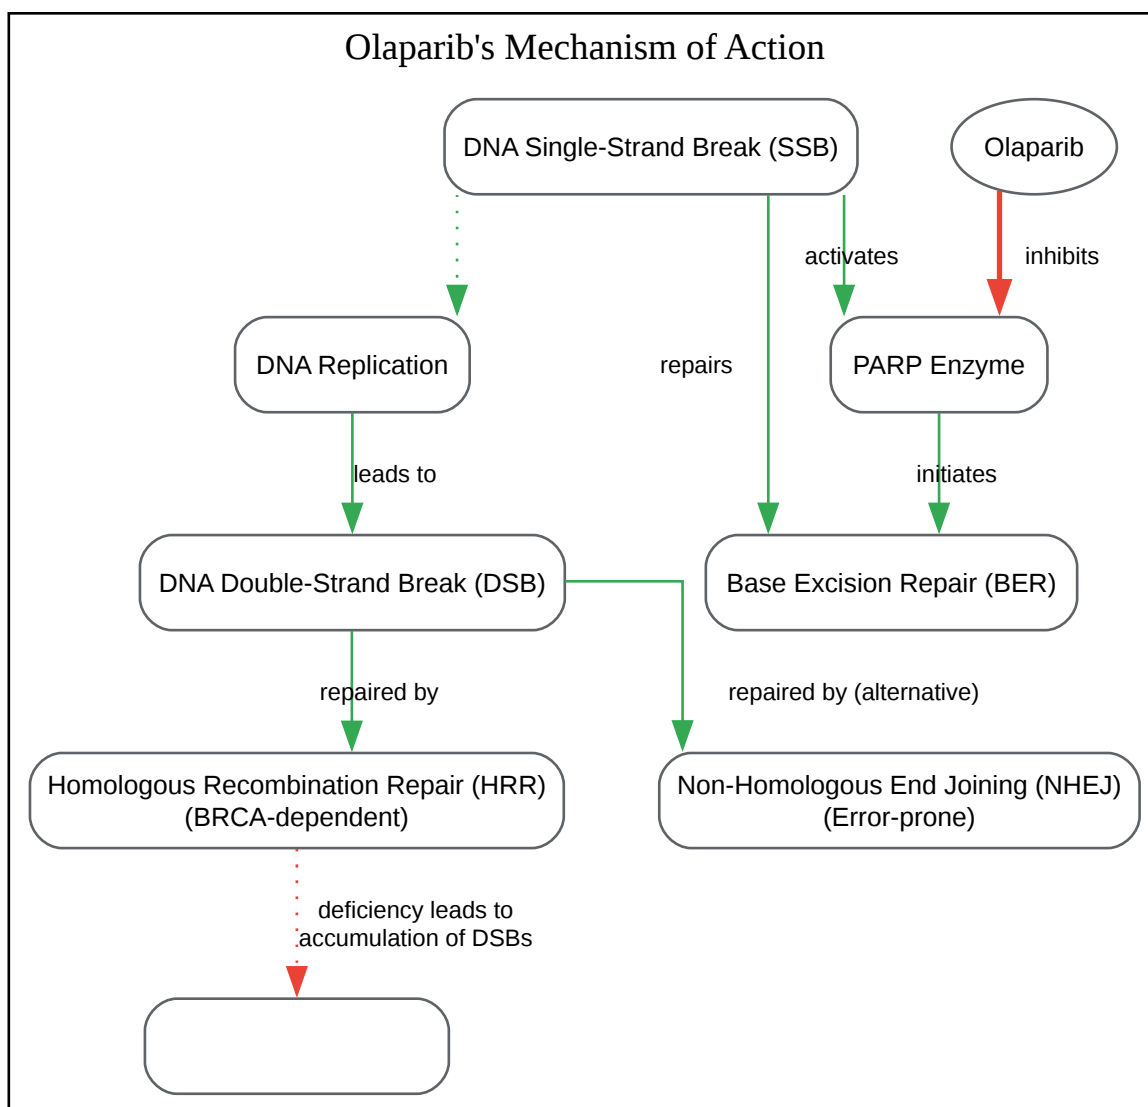 Olaparib's Mechanism of Action
DNA Single-Strand Break (SSB)
Olaparib
activates
inhibits
DNA Replication
repairs
PARP Enzyme
leads to
initiates
DNA Double-Strand Break (DSB)
Base Excision Repair (BER)
repaired by
repaired by (alternative)
Homologous Recombination Repair (HRR)
(BRCA-dependent)
Non-Homologous End Joining (NHEJ)
(Error-prone)
deficiency leads to
accumulation of DSBs